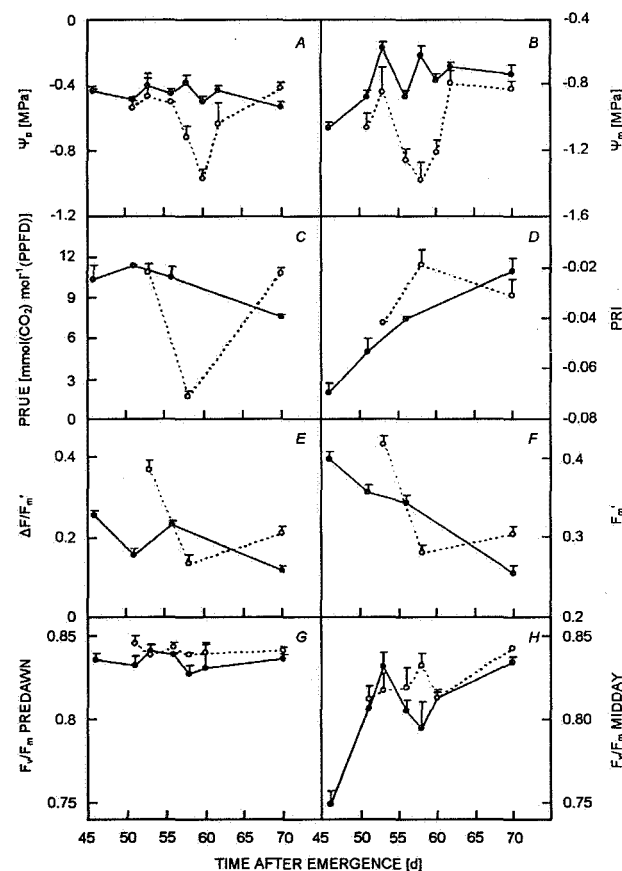 0
-0.4
-0.8
-1.2
Ψp [MPa]
A
B
-0.4
-0.8
-1.2
-1.6
Ψm [MPa]
12
9
6
3
0
PRUE [mmol(CO2) mol-1(PPFD)]
C
D
-0.02
-0.04
-0.06
-0.08
PRI
0.4
0.2
0
ΔF/Fm'
E
F
0.4
0.3
0.2
Fm'
0.85
0.80
0.75
Fv/Fm PREDAWN
G
H
0.85
0.80
0.75
Fv/Fm MIDDAY
45 50 55 60 65 70
45 50 55 60 65 70
TIME AFTER EMERGENCE [d]